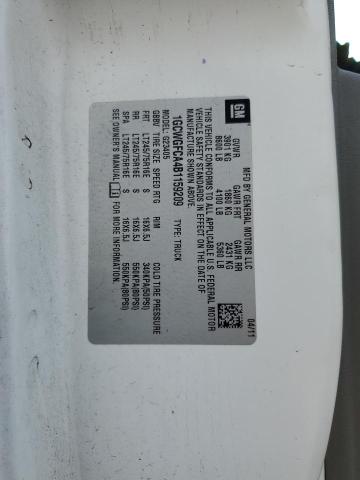 GM
MFD BY GENERAL MOTORS LLC 04/11
GVWR GAWR FRT GAWR RR
3901 KG 1860 KG 2431 KG
8600 LB 4100 LB 5360 LB
THIS VEHICLE CONFORMS TO ALL APPLICABLE U.S. FEDERAL MOTOR
VEHICLE SAFETY STANDARDS IN EFFECT ON THE DATE OF
MANUFACTURE SHOWN ABOVE.
1GCWGFCA4B1159209 TYPE: TRUCK
G23405
GBBV TIRE SIZE SPEED RTG RIM COLD TIRE PRESSURE
FRT LT245/75R16E S 16X6.5J 340KPA(50PSI)
RR LT245/75R16E S 16X6.5J 550KPA(80PSI)
SPA LT245/75R16E S 16X6.5J 550KPA(80PSI)
SEE OWNER'S MANUAL FOR MORE INFORMATION.